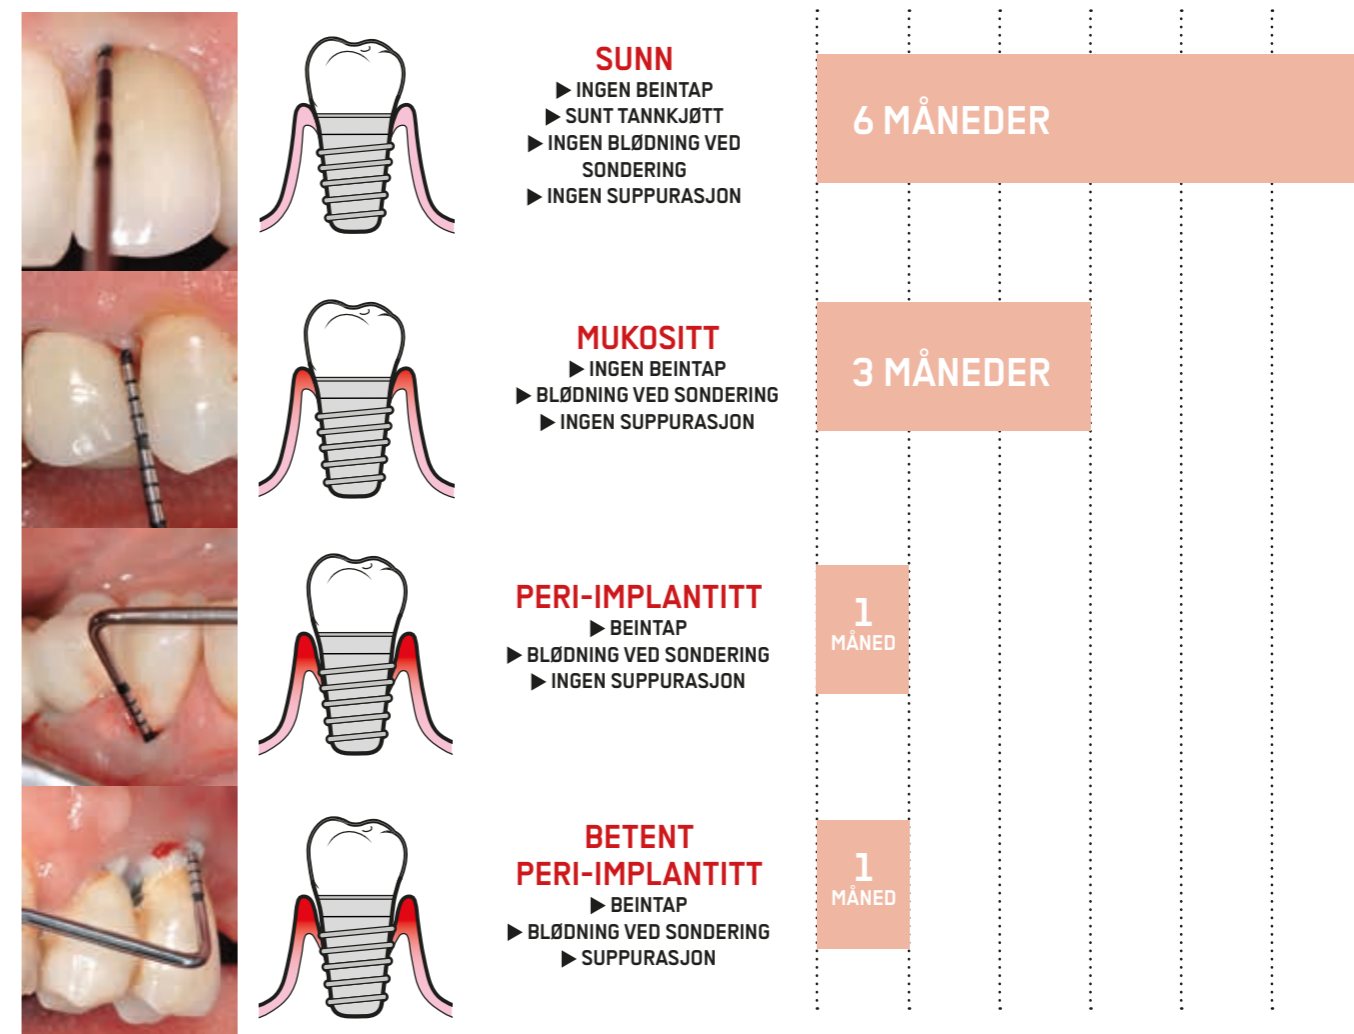 SUNN
▶ INGEN BEINTAP
▶ SUNT TANNKJØTT
▶ INGEN BLØDNING VED
SONDERING
▶ INGEN SUPPURASJON
6 MÅNEDER
MUKOSITT
▶ INGEN BEINTAP
▶ BLØDNING VED SONDERING
▶ INGEN SUPPURASJON
3 MÅNEDER
PERI-IMPLANTITT
▶ BEINTAP
▶ BLØDNING VED SONDERING
▶ INGEN SUPPURASJON
1
MÅNED
BETENT
PERI-IMPLANTITT
▶ BEINTAP
▶ BLØDNING VED SONDERING
▶ SUPPURASJON
1
MÅNED